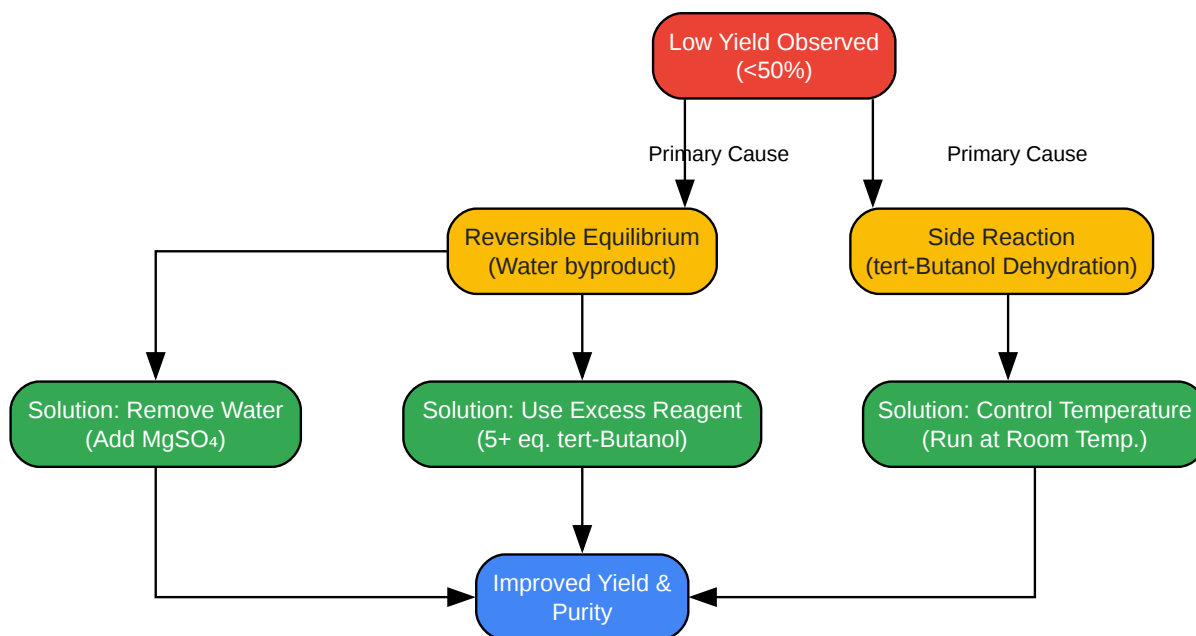 Low Yield Observed
(<50%)
Primary Cause
Primary Cause
Reversible Equilibrium
(Water byproduct)
Side Reaction
(tert-Butanol Dehydration)
Solution: Remove Water
(Add MgSO₄)
Solution: Use Excess Reagent
(5+ eq. tert-Butanol)
Solution: Control Temperature
(Run at Room Temp.)
Improved Yield &
Purity